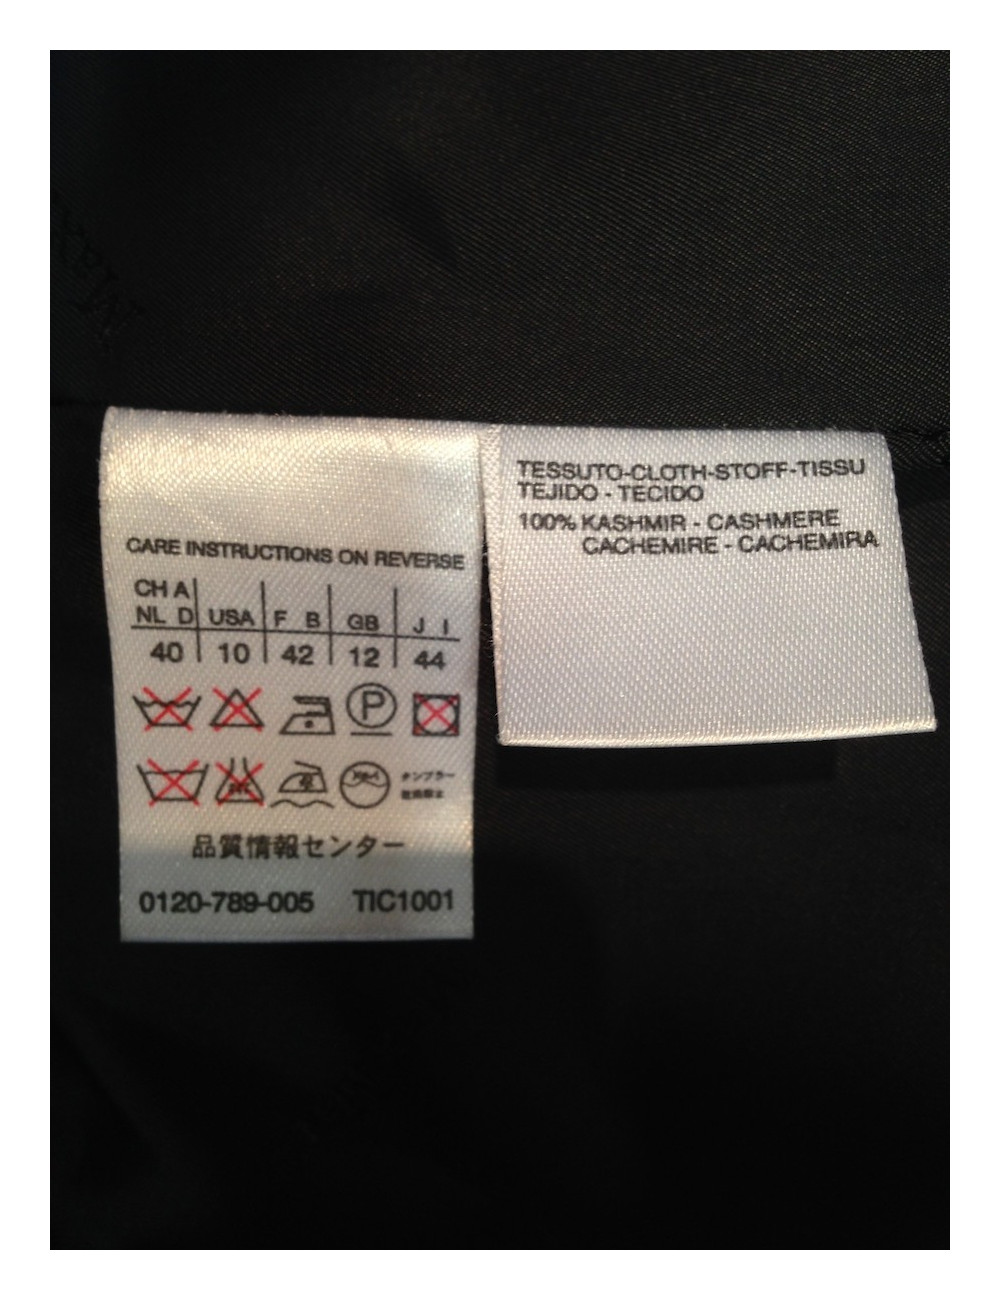 CARE INSTRUCTIONS ON REVERSE
CH A
NL D USA F B GB J I
40 10 42 12 44
P
品質情報センター
0120-789-005 TIC1001
TESSUTO-CLOTH-STOFF-TISSU
TEJIDO - TECIDO
100% KASHMIR - CASHMERE
CACHEMIRE - CACHEMIRA